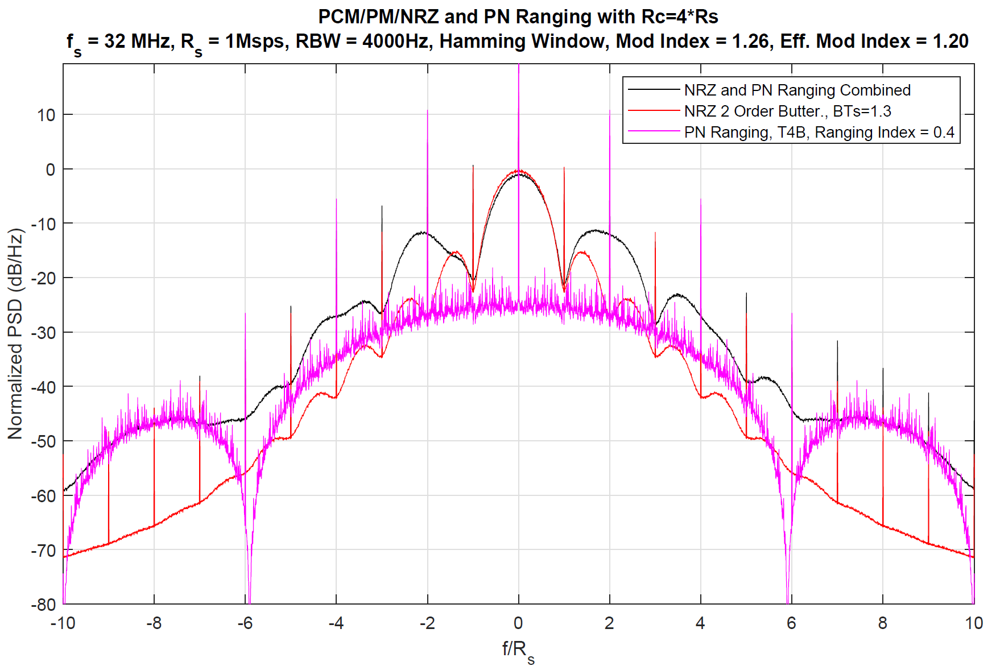 PCM/PM/NRZ and PN Ranging with Rc=4*Rs
fs = 32 MHz, Rs = 1Msps, RBW = 4000Hz, Hamming Window, Mod Index = 1.26, Eff. Mod Index = 1.20
NRZ and PN Ranging Combined
NRZ 2 Order Butter., BTs=1.3
PN Ranging, T4B, Ranging Index = 0.4
Normalized PSD (dB/Hz)
10
0
-10
-20
-30
-40
-50
-60
-70
-80
-10 -8 -6 -4 -2 0 2 4 6 8 10
f/Rs